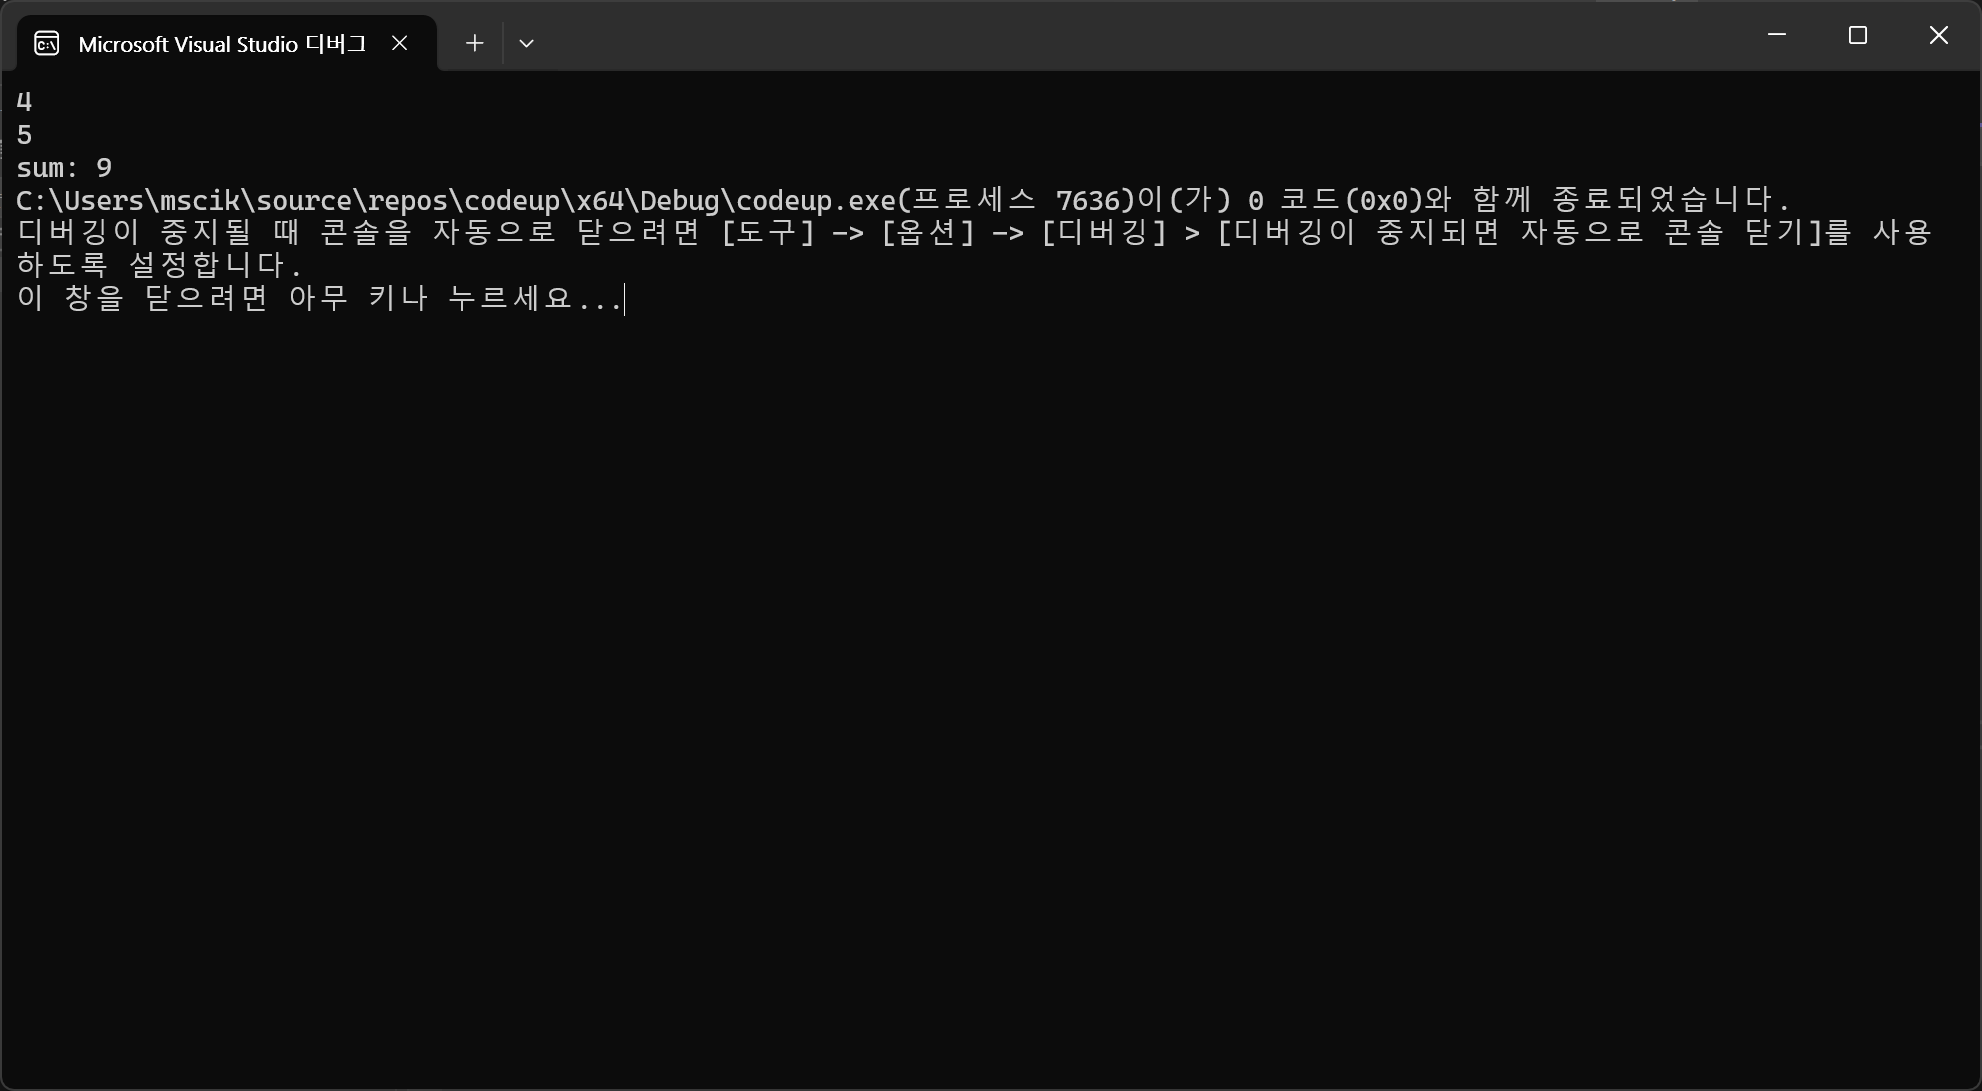 Microsoft Visual Studio 디버그
4
5
sum: 9
C:\Users\mscik\source\repos\codeup\x64\Debug\codeup.exe(프로세스 7636)이(가) 0 코드(0x0)와 함께 종료되었습니다.
디버깅이 중지될 때 콘솔을 자동으로 닫으려면 [도구] -> [옵션] -> [디버깅] > [디버깅이 중지되면 자동으로 콘솔 닫기]를 사용
하도록 설정합니다.
이 창을 닫으려면 아무 키나 누르세요...